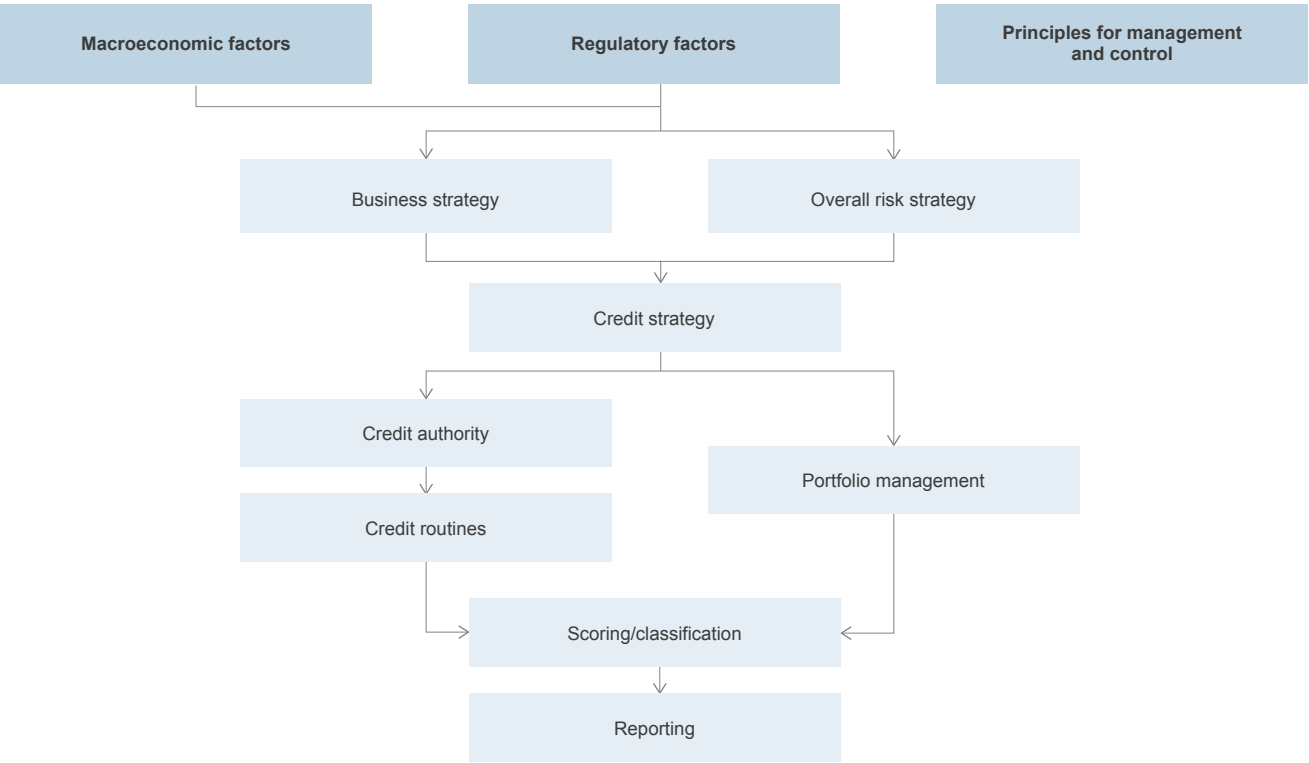 Macroeconomic factors
Regulatory factors
Principles for management
and control
Business strategy
Overall risk strategy
Credit strategy
Credit authority
Portfolio management
Credit routines
Scoring/classification
Reporting